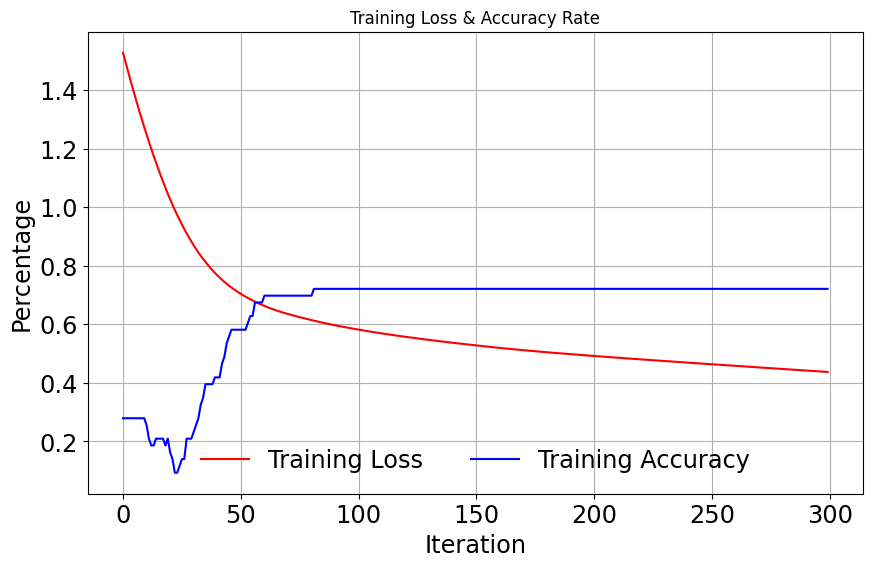 Training Loss & Accuracy Rate
1.4
1.2
1.0
0.8
0.6
0.4
0.2
Percentage
Training Loss Training Accuracy
0 50 100 150 200 250 300
Iteration